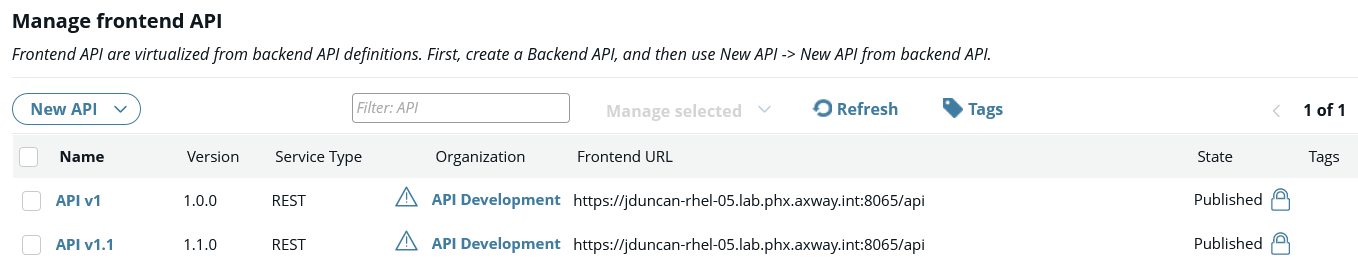 Manage frontend API
Frontend API are virtualized from backend API definitions. First, create a Backend API, and then use New API -> New API from backend API.
New API Filter: API Manage selected Refresh Tags 1 of 1
Name Version Service Type Organization Frontend URL State Tags
API v1 1.0.0 REST API Development https://jduncan-rhel-05.lab.phx.axway.int:8065/api Published
API v1.1 1.1.0 REST API Development https://jduncan-rhel-05.lab.phx.axway.int:8065/api Published